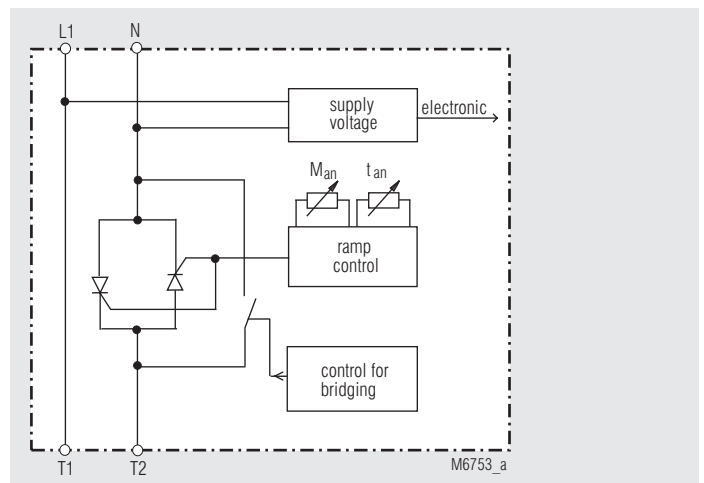 L1 N
supply
voltage
electronic
Man tan
ramp
control
control for
bridging
T1 T2
M6753_a